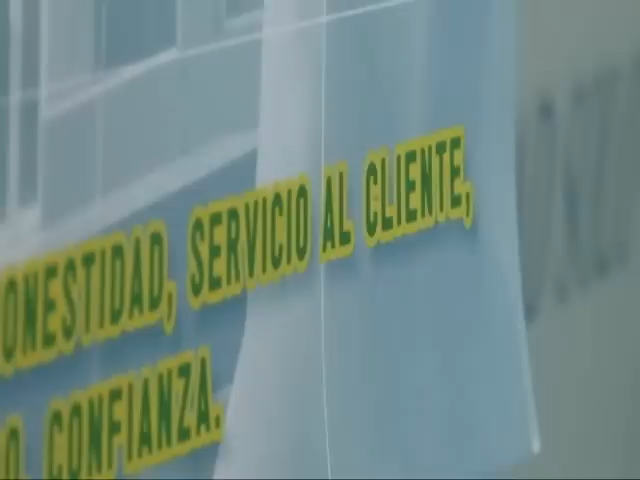 ONESTIDAD, SERVICIO AL CLIENTE,
O CONFIANZA.